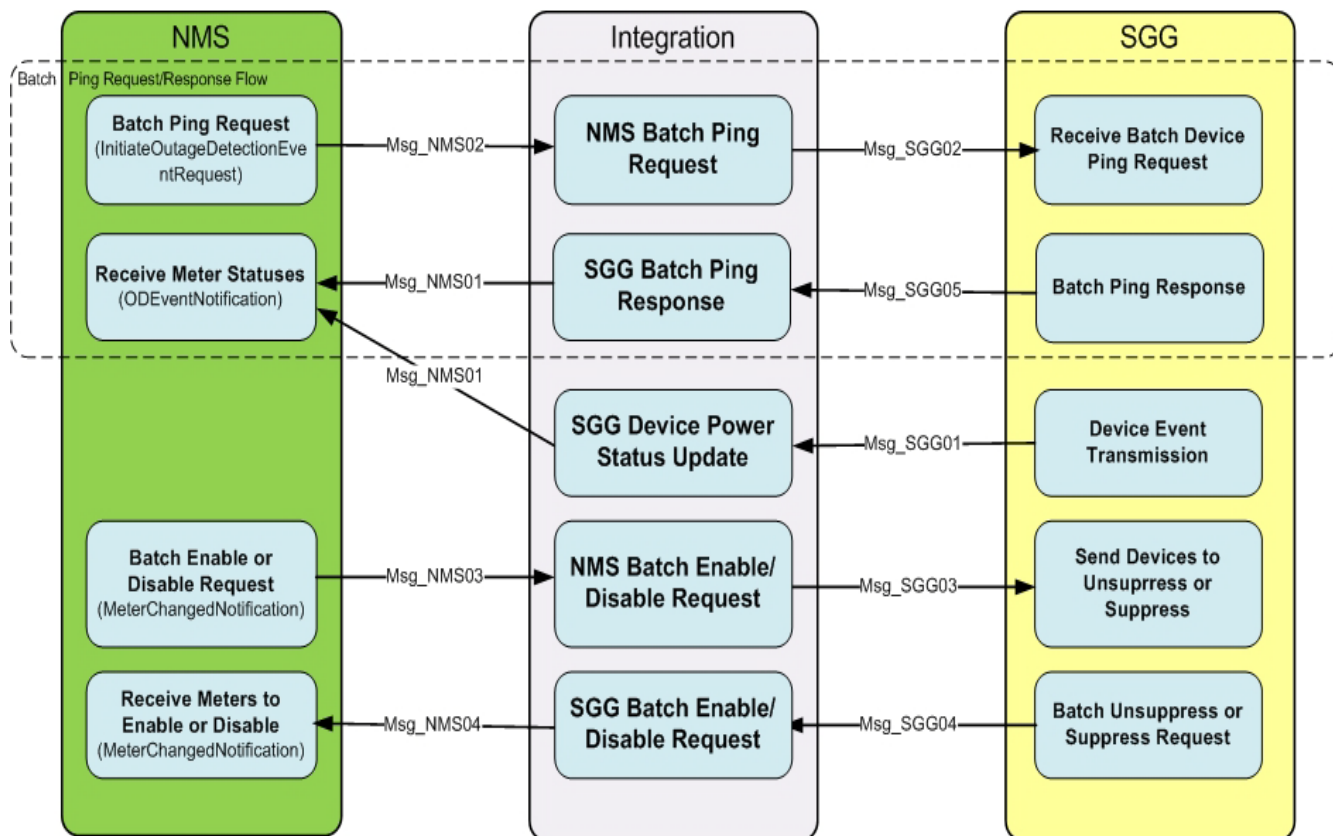 NMS
Integration
SGG
Batch Ping Request/Response Flow
Batch Ping Request
(InitiateOutageDetectionEve
ntRequest)
Msg_NMS02
NMS Batch Ping
Request
Msg_SGG02
Receive Batch Device
Ping Request
Receive Meter Statuses
(ODEventNotification)
Msg_NMS01
SGG Batch Ping
Response
Msg_SGG05
Batch Ping Response
Msg_NMS01
SGG Device Power
Status Update
Msg_SGG01
Device Event
Transmission
Batch Enable or
Disable Request
(MeterChangedNotification)
Msg_NMS03
NMS Batch Enable/
Disable Request
Msg_SGG03
Send Devices to
Unsuprress or
Suppress
Receive Meters to
Enable or Disable
(MeterChangedNotification)
Msg_NMS04
SGG Batch Enable/
Disable Request
Msg_SGG04
Batch Unsuppress or
Suppress Request